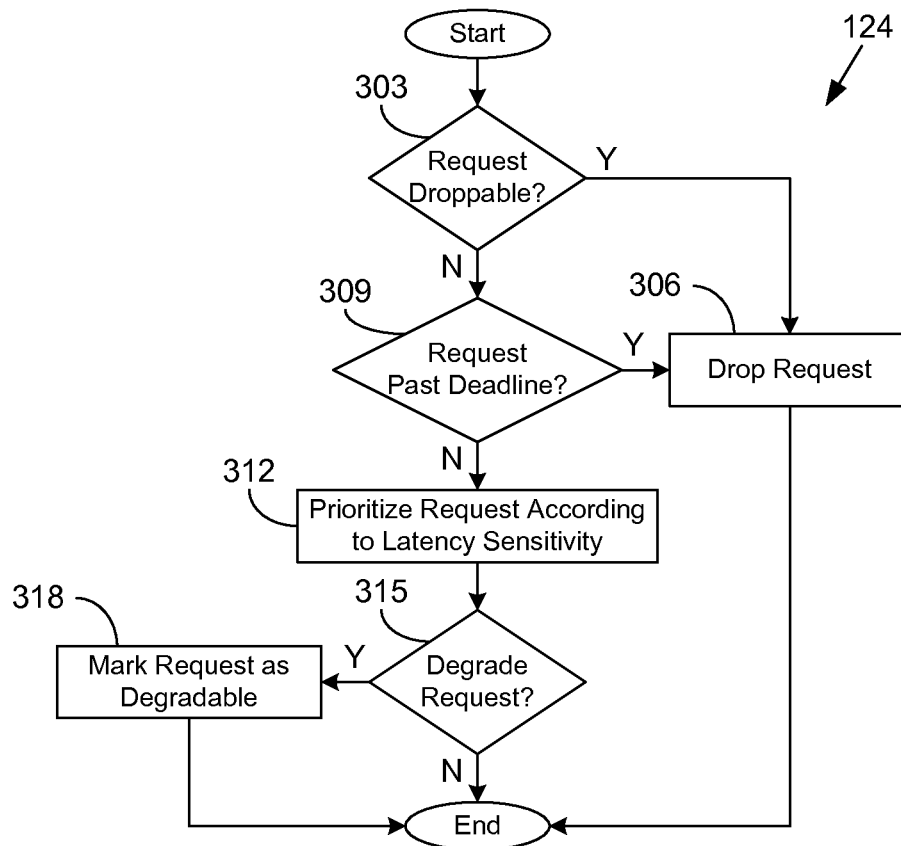 Start
124
303
Request
Droppable?
Y
N
309
306
Request
Past Deadline?
Y
Drop Request
N
312
Prioritize Request According
to Latency Sensitivity
318
315
Mark Request as
Degradable
Y
Degrade
Request?
N
End